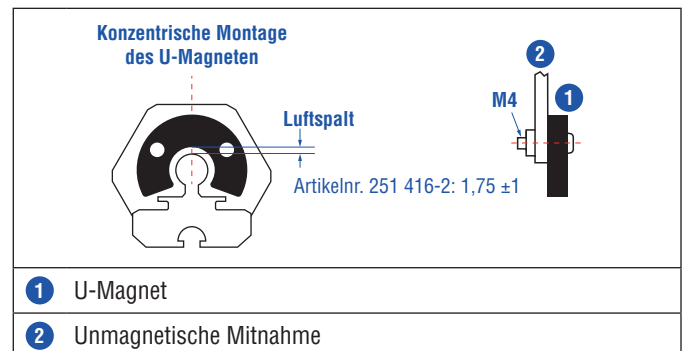 Konzentrische Montage
des U-Magneten
Luftspalt
Artikelnr. 251 416-2: 1,75 ±1
2
M4
1
1 U-Magnet
2 Unmagnetische Mitnahme